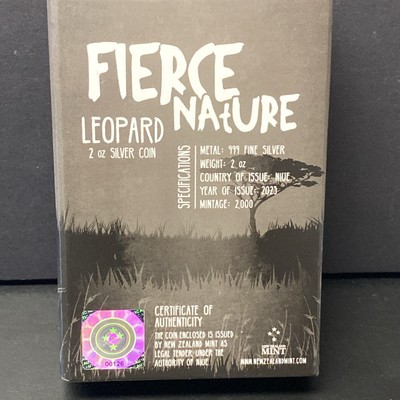 FIERCE
NAtURE
LEOPARD
2 OZ SILVER COIN
SPECIFICATIONS
METAL: 999 FINE SILVER
WEIGHT: 2 OZ
COUNTRY OF ISSUE: NIUE
YEAR OF ISSUE: 2023
MINTAGE: 2,000
CERTIFICATE OF
AUTHENTICITY
THE COIN ENCLOSED IS ISSUED
BY NEW ZEALAND MINT AS
LEGAL TENDER UNDER THE
AUTHORITY OF NIUE
00126
MINT
WWW.NEWZEALANDMINT.COM